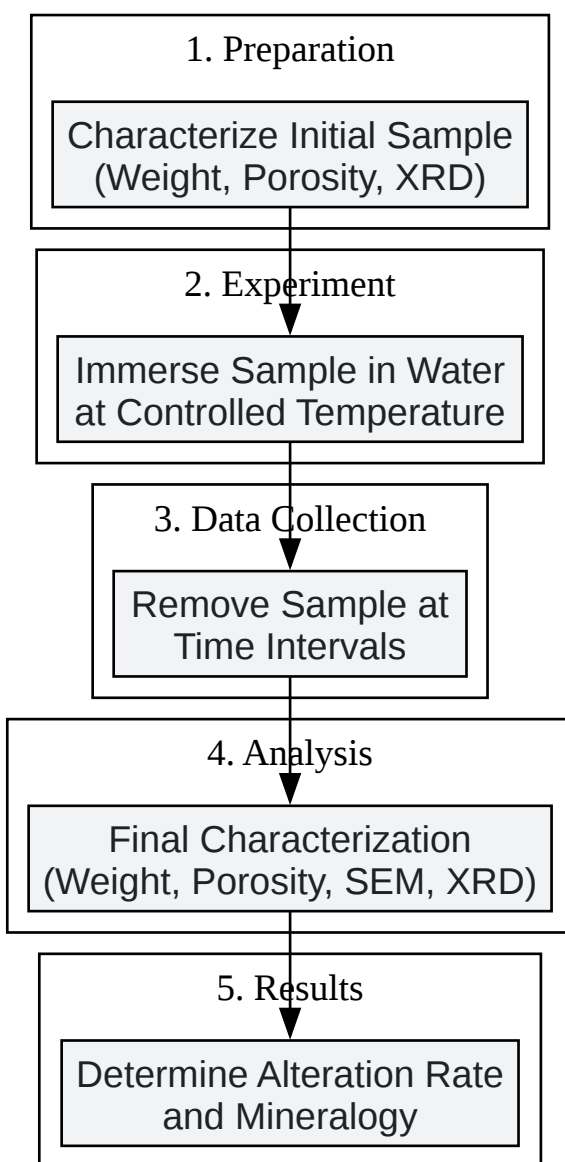 1. Preparation
Characterize Initial Sample
(Weight, Porosity, XRD)
2. Experiment
Immerse Sample in Water
at Controlled Temperature
3. Data Collection
Remove Sample at
Time Intervals
4. Analysis
Final Characterization
(Weight, Porosity, SEM, XRD)
5. Results
Determine Alteration Rate
and Mineralogy